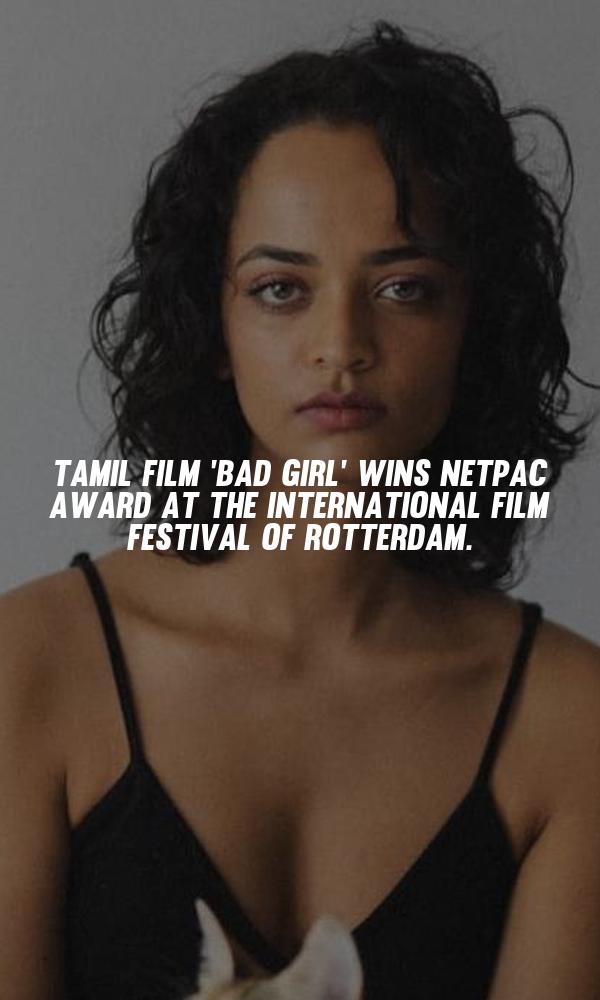 TAMIL FILM 'BAD GIRL' WINS NETPAC
AWARD AT THE INTERNATIONAL FILM
FESTIVAL OF ROTTERDAM.